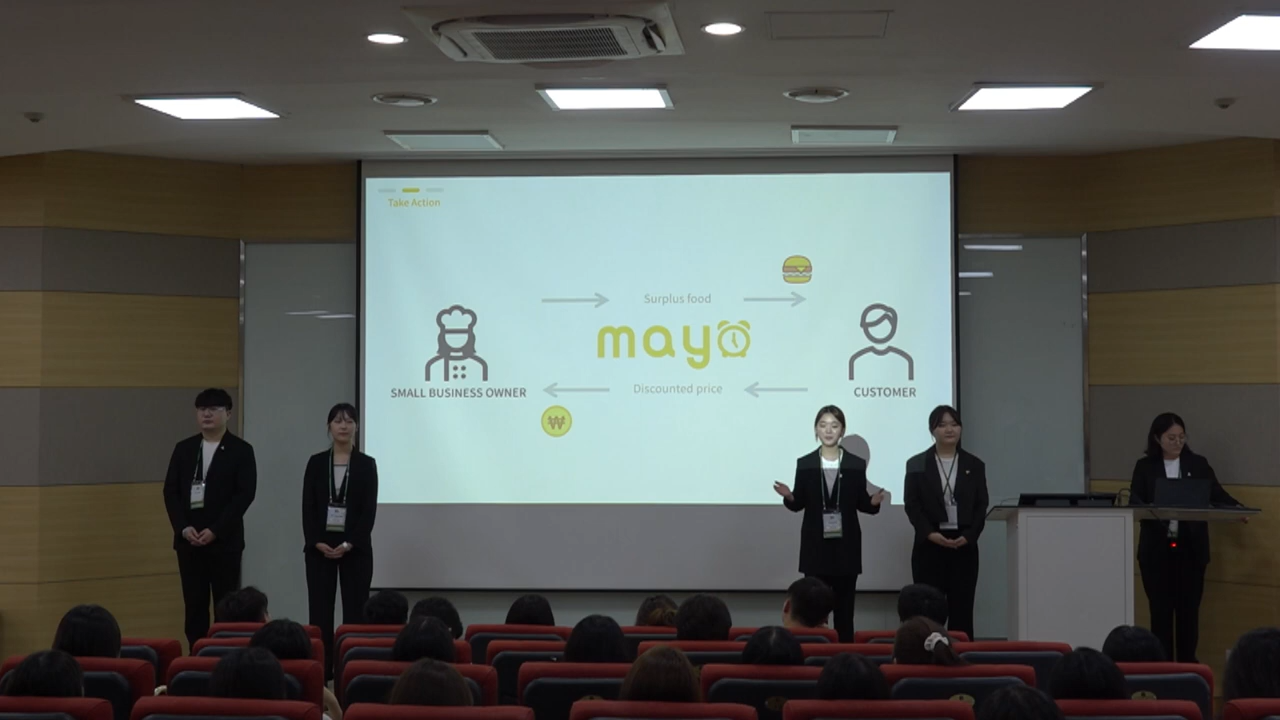 Take Action
Surplus food
mayo
SMALL BUSINESS OWNER
Discounted price
CUSTOMER
₩